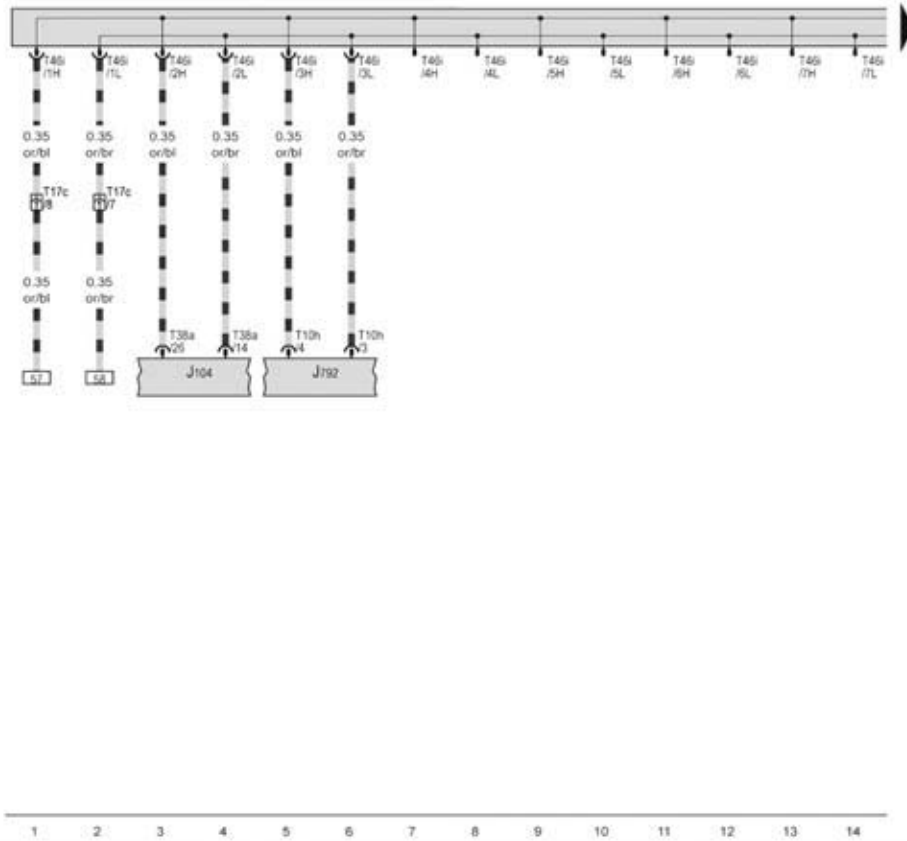 T46i T46i T46i T46i T46i T46i T46i T46i T46i T46i T46i T46i T46i T46i
/1H /1L /2H /2L /3H /3L /4H /4L /5H /5L /6H /6L /7H /7L
0.35 0.35 0.35 0.35 0.35 0.35
or/bl or/br or/bl or/br or/bl or/br
T17c T17c
/8 /7
0.35 0.35
or/bl or/br
T38a T38a T10h T10h
/26 /14 /4 /3
57 58 J104 J792
1 2 3 4 5 6 7 8 9 10 11 12 13 14